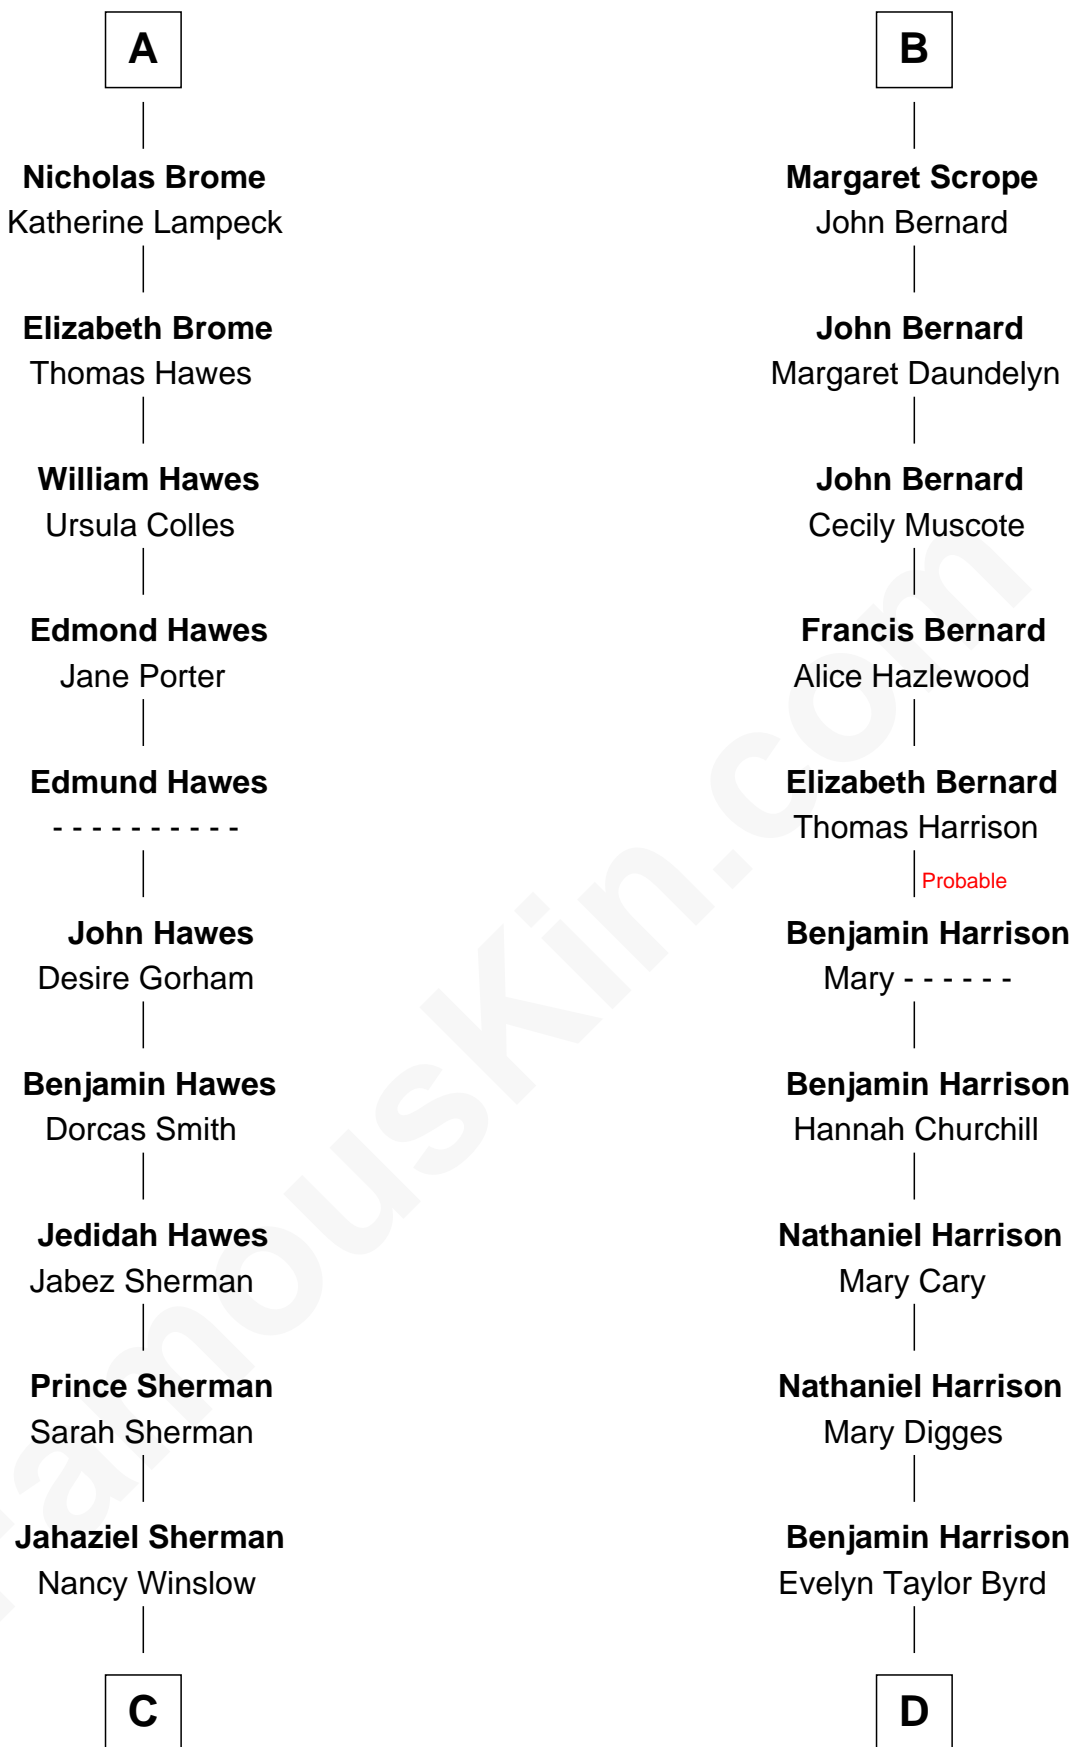 A
Nicholas Brome
Katherine Lampeck
Elizabeth Brome
Thomas Hawes
William Hawes
Ursula Colles
Edmond Hawes
Jane Porter
Edmund Hawes
- - - - - - - - - -
John Hawes
Desire Gorham
Benjamin Hawes
Dorcas Smith
Jedidah Hawes
Jabez Sherman
Prince Sherman
Sarah Sherman
Jahaziel Sherman
Nancy Winslow
C
B
Margaret Scrope
John Bernard
John Bernard
Margaret Daundelyn
John Bernard
Cecily Muscote
Francis Bernard
Alice Hazlewood
Elizabeth Bernard
Thomas Harrison
Probable
Benjamin Harrison
Mary - - - - - -
Benjamin Harrison
Hannah Churchill
Nathaniel Harrison
Mary Cary
Nathaniel Harrison
Mary Digges
Benjamin Harrison
Evelyn Taylor Byrd
D
FamousKin.com